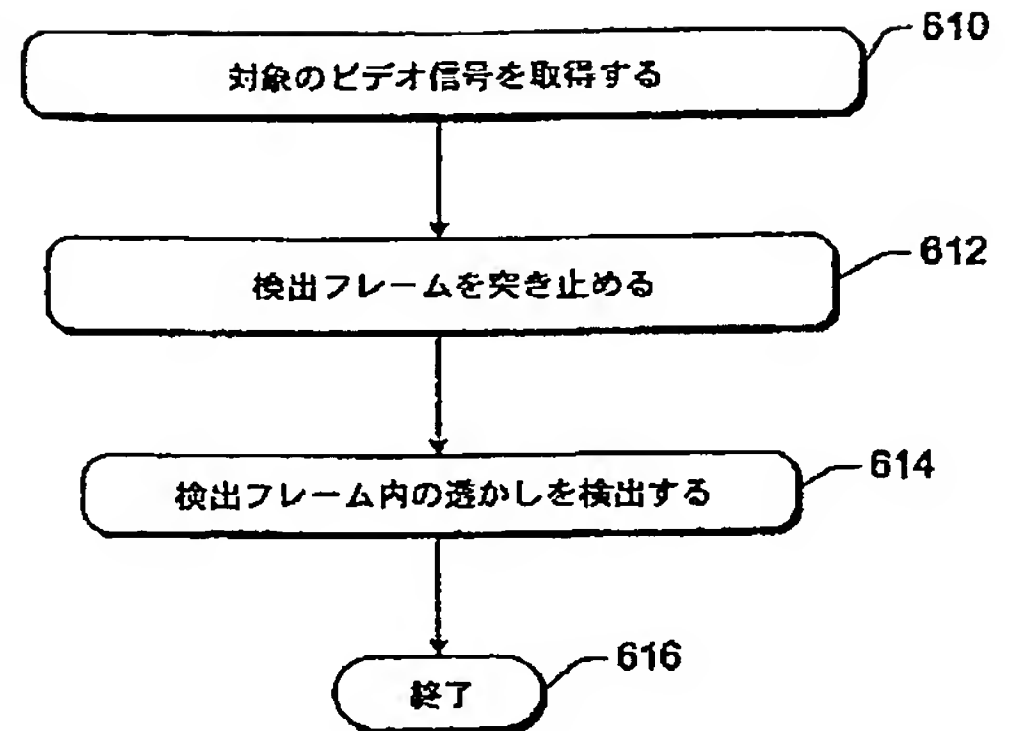 610
対象のビデオ信号を取得する
612
検出フレームを突き止める
614
検出フレーム内の透かしを検出する
616
終了